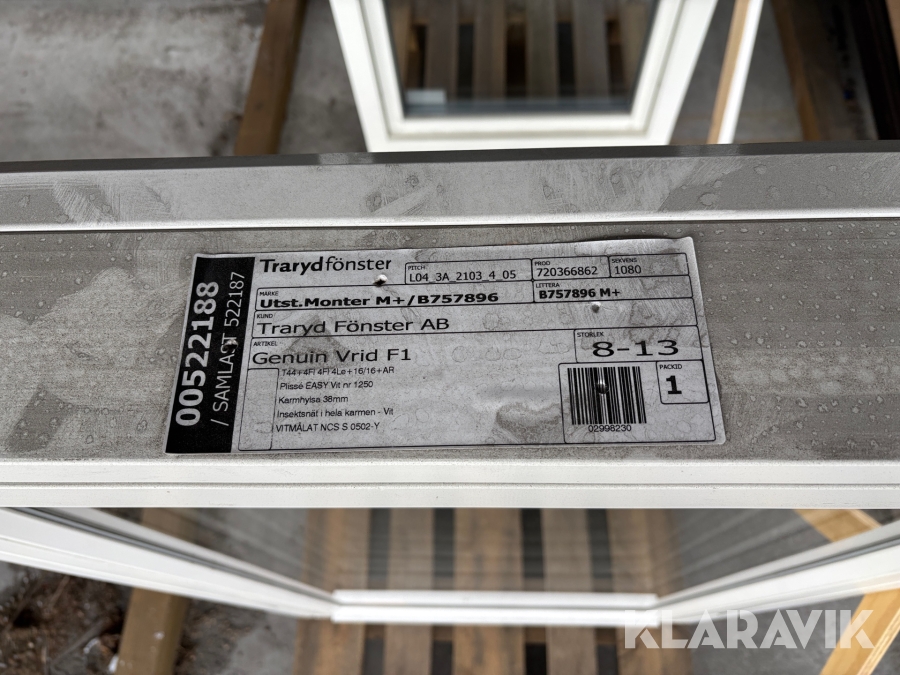 00522188
/ SAMLAST 522187
Trarydfönster
PITCH
L04_3A_2103_4_05
PROD
720366862
SEKVENS
1080
MÄRKE
Utst.Monter M+/B757896
LITTERA
B757896 M+
KUND
Traryd Fönster AB
ARTIKEL
Genuin Vrid F1
STORLEK
8-13
T44+4Fl 4Fl 4Le+16/16+AR
Plissé EASY Vit nr 1250
Karmhylsa 38mm
Insektsnät i hela karmen - Vit
VITMÅLAT NCS S 0502-Y
02998230
PACKID
1
KLARAVIK